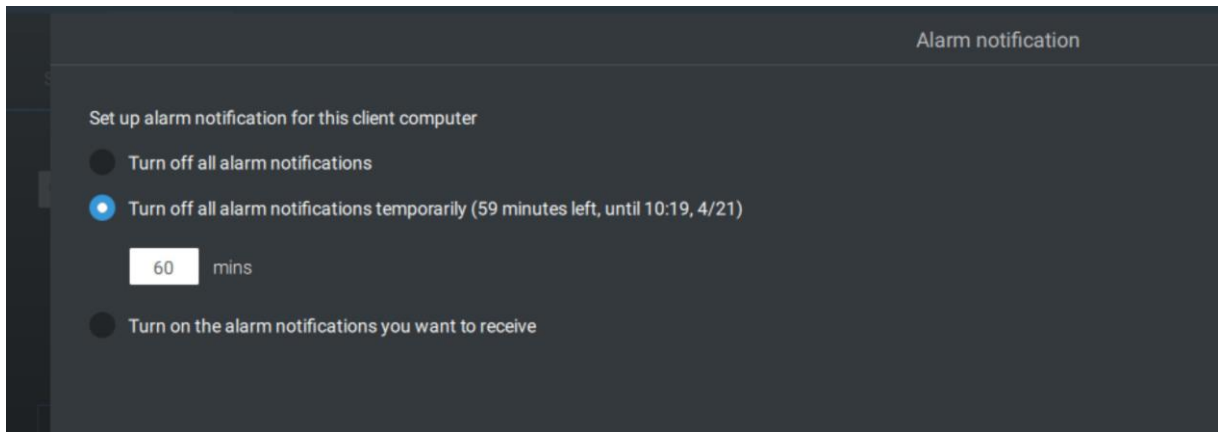 Alarm notification
Set up alarm notification for this client computer
Turn off all alarm notifications
Turn off all alarm notifications temporarily (59 minutes left, until 10:19, 4/21)
60 mins
Turn on the alarm notifications you want to receive